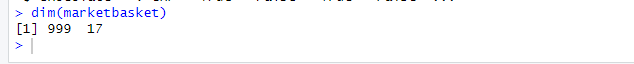 > dim(marketbasket)
[1] 999  17
>